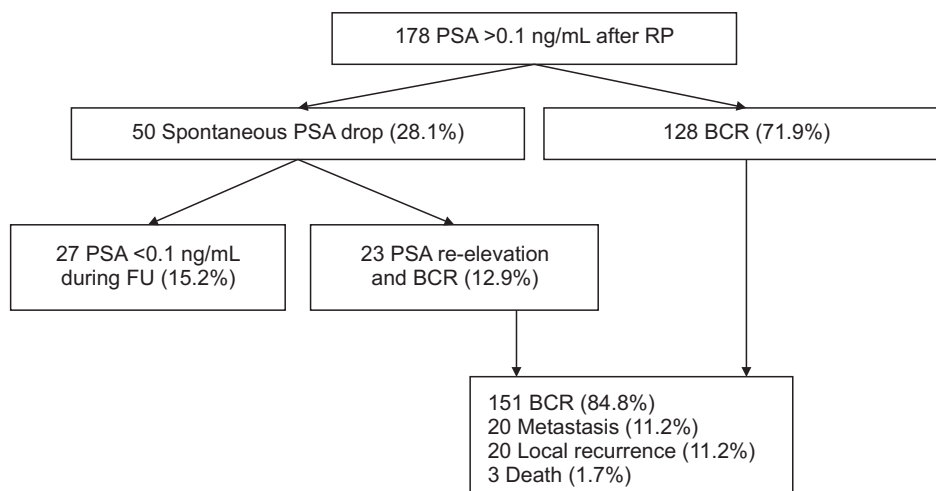 178 PSA >0.1 ng/mL after RP
50 Spontaneous PSA drop (28.1%)
128 BCR (71.9%)
27 PSA <0.1 ng/mL
during FU (15.2%)
23 PSA re-elevation
and BCR (12.9%)
151 BCR (84.8%)
20 Metastasis (11.2%)
20 Local recurrence (11.2%)
3 Death (1.7%)